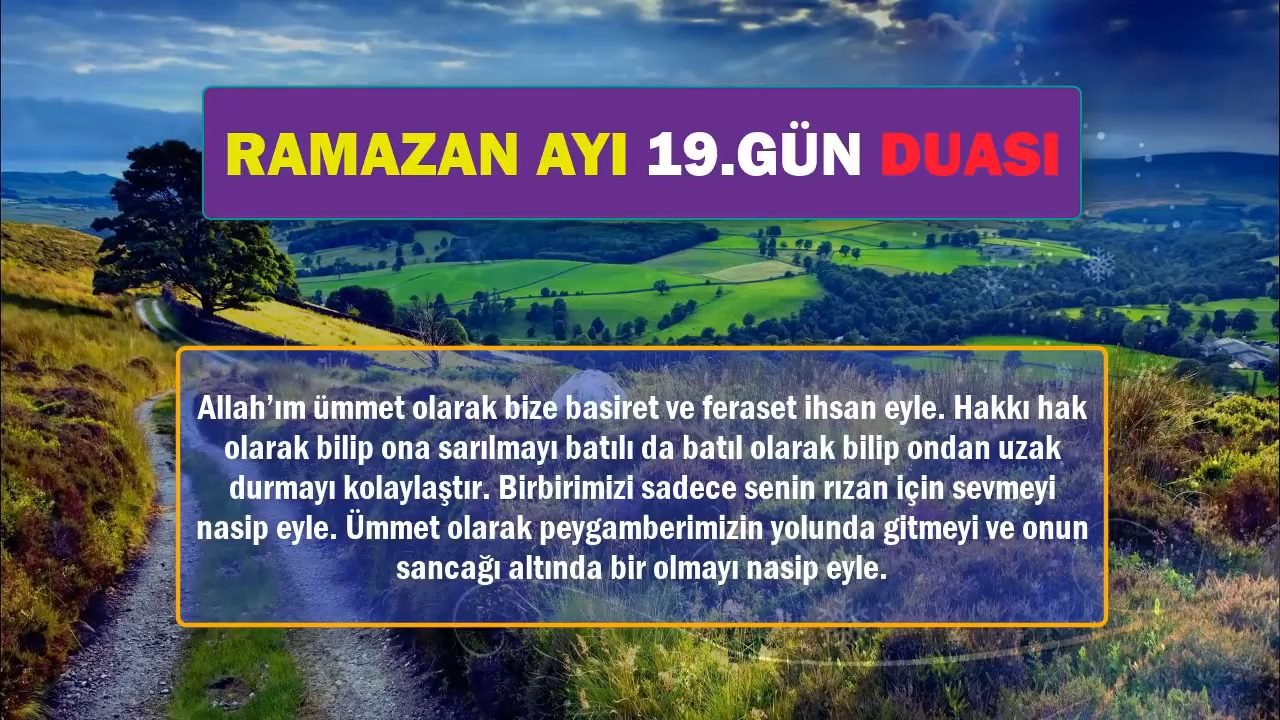 RAMAZAN AYI 19.GÜN DUASI
Allah’ım ümmet olarak bize basiret ve feraset ihsan eyle. Hakkı hak
olarak bilip ona sarılmayı batılı da batıl olarak bilip ondan uzak
durmayı kolaylaştır. Birbirimizi sadece senin rızan için sevmeyi
nasip eyle. Ümmet olarak peygamberimizin yolunda gitmeyi ve onun
sancağı altında bir olmayı nasip eyle.